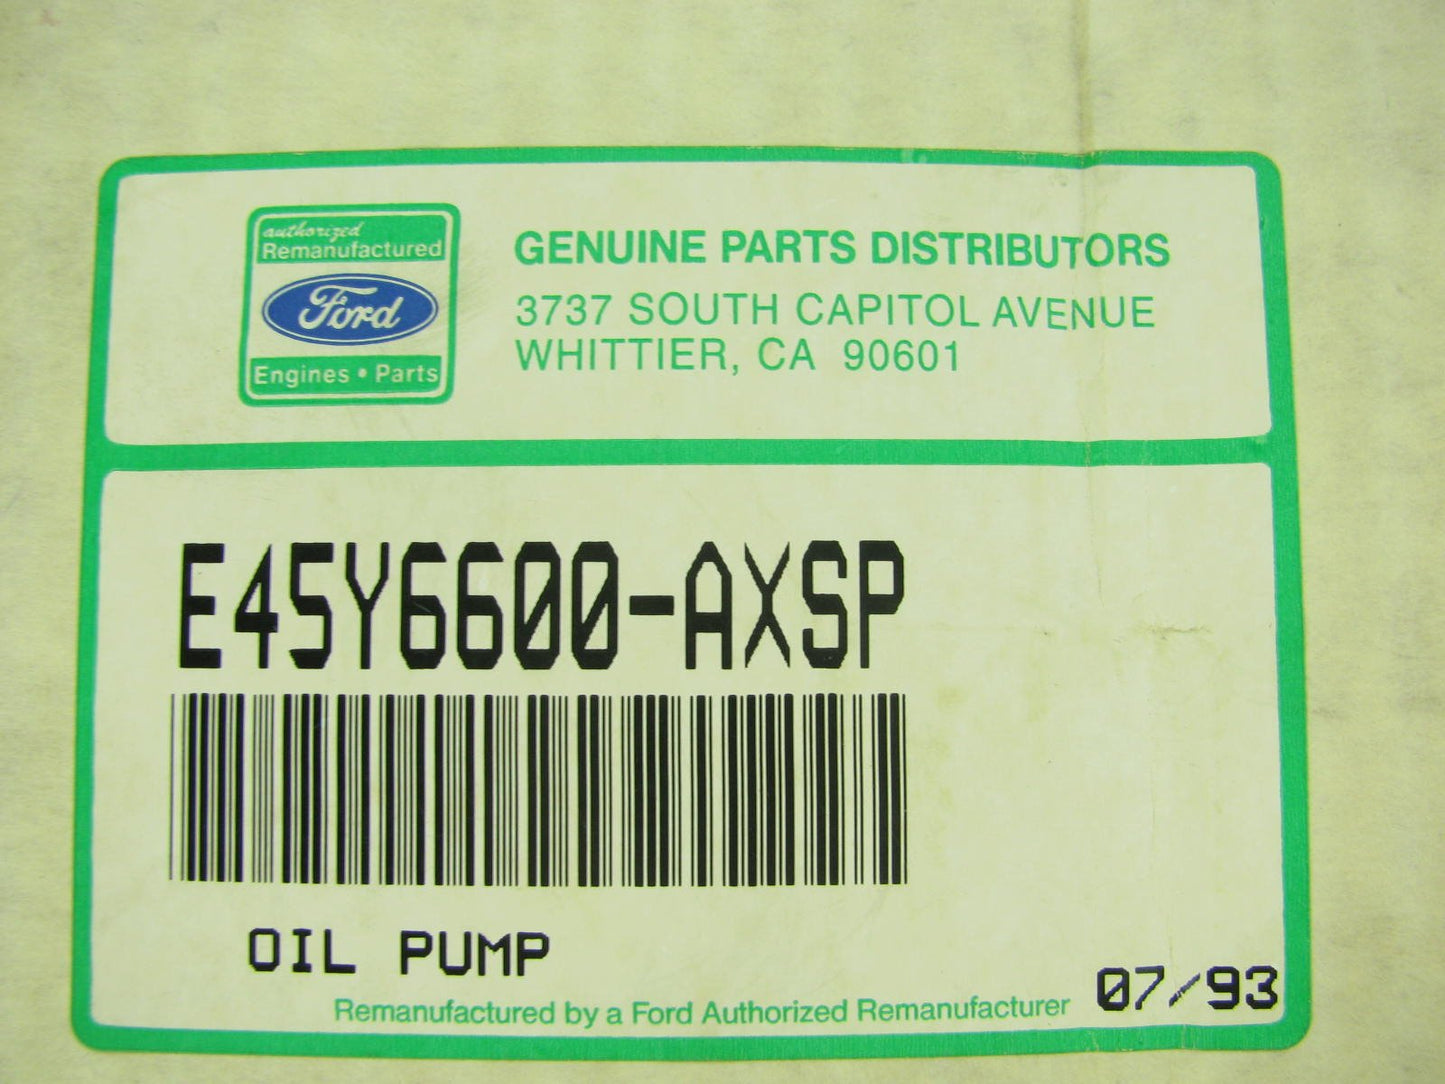 authorized
Remanufactured
Ford
Engines • Parts
GENUINE PARTS DISTRIBUTORS
3737 SOUTH CAPITOL AVENUE
WHITTIER, CA 90601
E45Y6600-AXSP
OIL PUMP
07/93
Remanufactured by a Ford Authorized Remanufacturer